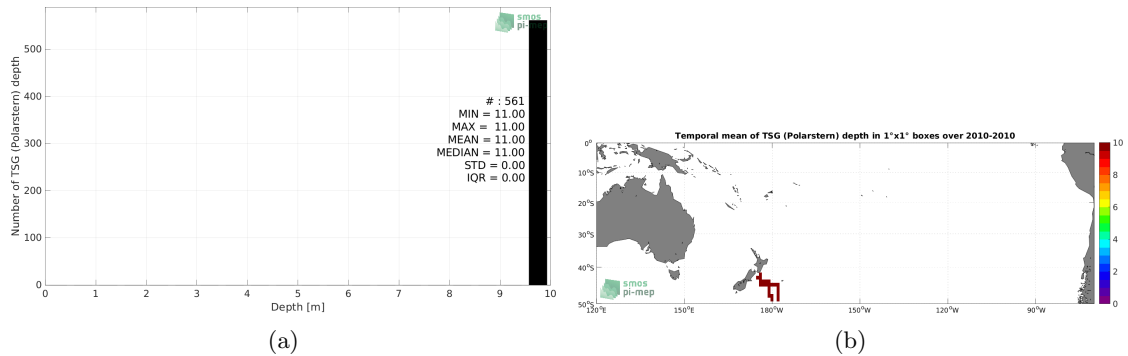 smos
pi-mep
Number of TSG (Polarstern) depth
500
400
300
200
100
0
# : 561
MIN = 11.00
MAX = 11.00
MEAN = 11.00
MEDIAN = 11.00
STD = 0.00
IQR = 0.00
0 1 2 3 4 5 6 7 8 9 10
Depth [m]
(a)
Temporal mean of TSG (Polarstern) depth in 1°x1° boxes over 2010-2010
0°
10°S
20°S
30°S
40°S
50°S
120°E 150°E 180°W 150°W 120°W 90°W
smos
pi-mep
10
8
6
4
2
0
(b)